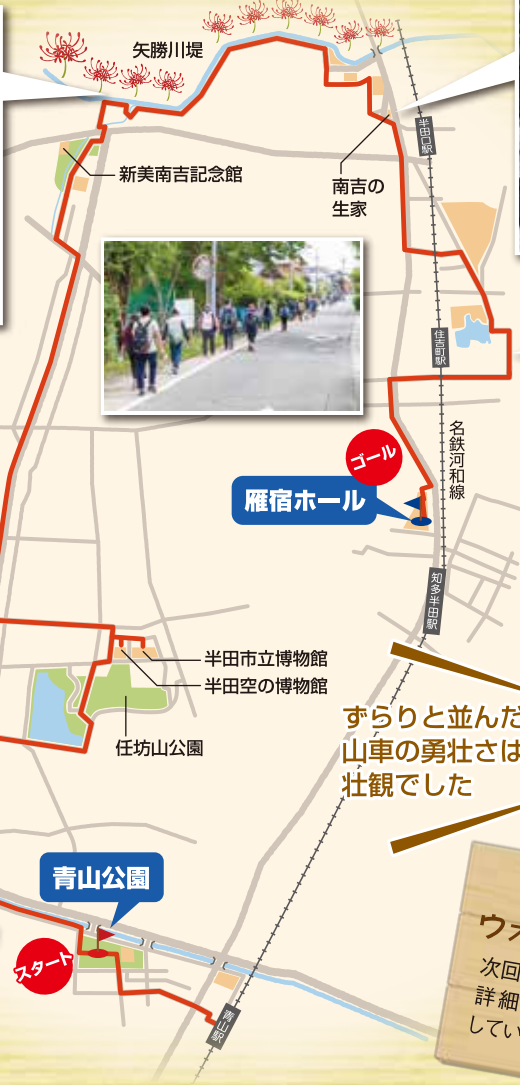 矢勝川堤
半田口駅
新美南吉記念館
南吉の
生家
住吉町駅
名鉄河和線
ゴール
雁宿ホール
知多半田駅
半田市立博物館
半田空の博物館
任坊山公園
ずらりと並んだ
山車の勇壮さは
壮観でした
青山公園
スタート
青山駅
ウォ
次回
詳細
してい